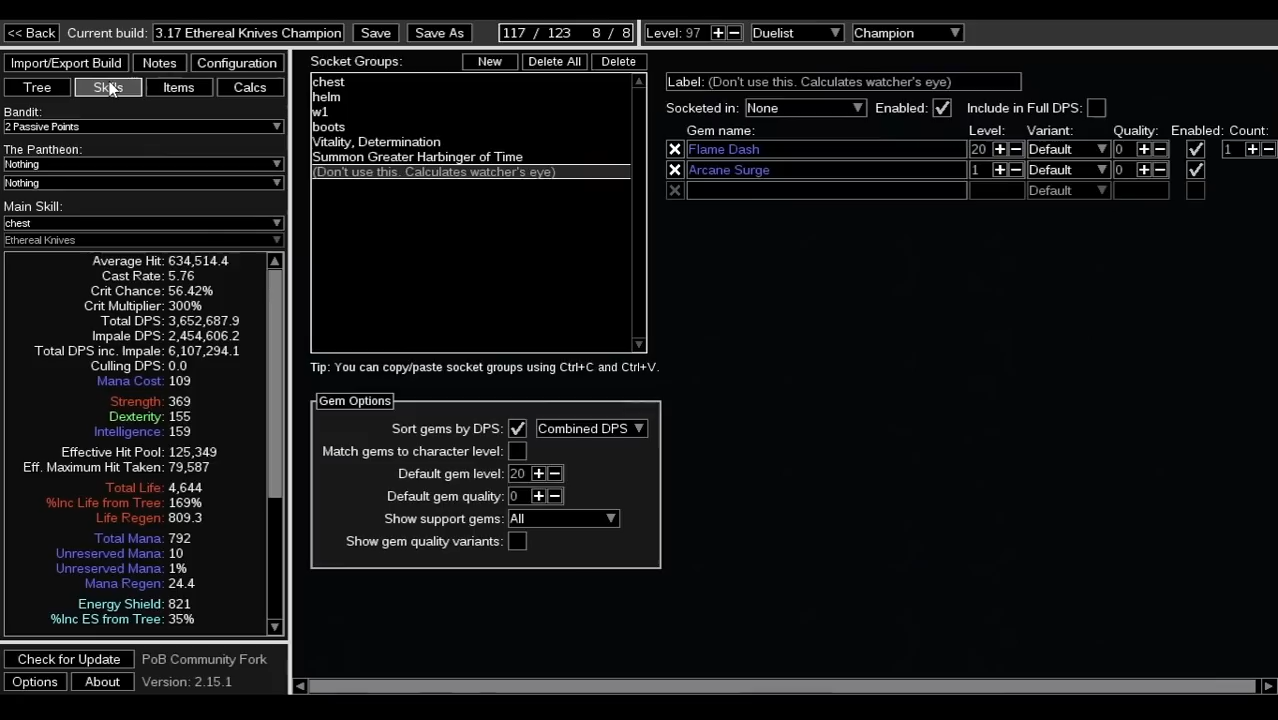 << Back Current build: 3.17 Ethereal Knives Champion Save Save As 117 / 123 8 / 8 Level: 97 + − Duelist Champion
Import/Export Build Notes Configuration
Tree Skills Items Calcs
Bandit:
2 Passive Points
The Pantheon:
Nothing
Nothing
Main Skill:
chest
Ethereal Knives
Average Hit: 634,514.4
Cast Rate: 5.76
Crit Chance: 56.42%
Crit Multiplier: 300%
Total DPS: 3,652,687.9
Impale DPS: 2,454,606.2
Total DPS inc. Impale: 6,107,294.1
Culling DPS: 0.0
Mana Cost: 109
Strength: 369
Dexterity: 155
Intelligence: 159
Effective Hit Pool: 125,349
Eff. Maximum Hit Taken: 79,587
Total Life: 4,644
%Inc Life from Tree: 169%
Life Regen: 809.3
Total Mana: 792
Unreserved Mana: 10
Unreserved Mana: 1%
Mana Regen: 24.4
Energy Shield: 821
%Inc ES from Tree: 35%
Check for Update PoB Community Fork
Options About Version: 2.15.1
Socket Groups: New Delete All Delete
chest
helm
w1
boots
Vitality, Determination
Summon Greater Harbinger of Time
(Don't use this. Calculates watcher's eye)
Tip: You can copy/paste socket groups using Ctrl+C and Ctrl+V.
Gem Options
Sort gems by DPS: Combined DPS
Match gems to character level:
Default gem level: 20 + −
Default gem quality: 0 + −
Show support gems: All
Show gem quality variants:
Label: (Don't use this. Calculates watcher's eye)
Socketed in: None Enabled: Include in Full DPS:
Gem name: Level: Variant: Quality: Enabled: Count:
Flame Dash 20 + − Default 0 + − 1 + −
Arcane Surge 1 + − Default 0 + −
Default